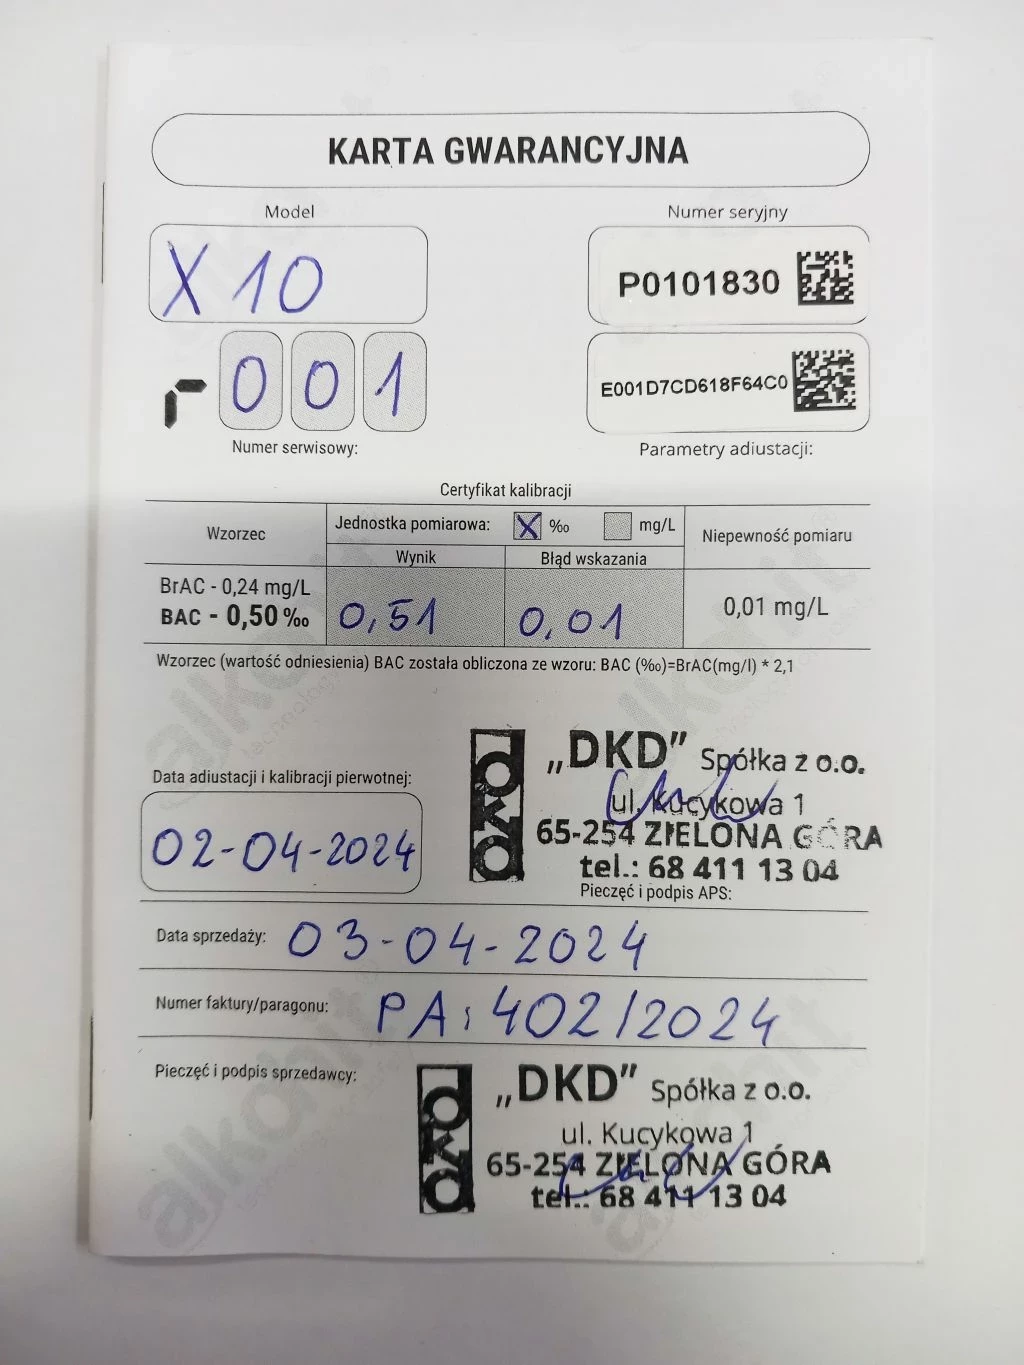 KARTA GWARANCYJNA
Model
Numer seryjny
X10
P0101830
r-001
E001D7CD618F64C0
Numer serwisowy:
Parametry adiustacji:
Certyfikat kalibracji
Wzorzec
Jednostka pomiarowa: X ‰ mg/L
Niepewność pomiaru
Wynik
Błąd wskazania
BrAC - 0,24 mg/L
BAC - 0,50 ‰
0,51
0,01
0,01 mg/L
Wzorzec (wartość odniesienia) BAC została obliczona ze wzoru: BAC (‰)=BrAC(mg/l) * 2,1
DKD
„DKD” Spółka z o.o.
ul. Kucykowa 1
65-254 ZIELONA GÓRA
tel.: 68 411 13 04
Data adiustacji i kalibracji pierwotnej:
02-04-2024
Pieczęć i podpis APS:
Data sprzedaży: 03-04-2024
Numer faktury/paragonu: PA: 402/2024
Pieczęć i podpis sprzedawcy:
DKD
„DKD” Spółka z o.o.
ul. Kucykowa 1
65-254 ZIELONA GÓRA
tel.: 68 411 13 04
alkohit